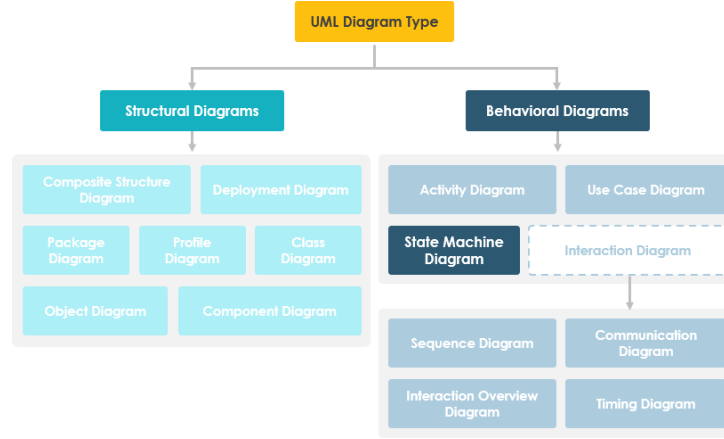 UML Diagram Type
Structural Diagrams
Behavioral Diagrams
Composite Structure
Diagram
Deployment Diagram
Package
Diagram
Profile
Diagram
Class
Diagram
Object Diagram
Component Diagram
Activity Diagram
Use Case Diagram
State Machine
Diagram
Interaction Diagram
Sequence Diagram
Communication
Diagram
Interaction Overview
Diagram
Timing Diagram